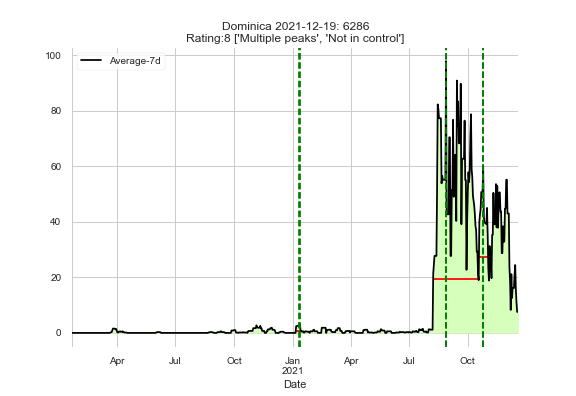 Dominica 2021-12-19: 6286
Rating:8 ['Multiple peaks', 'Not in control']
Average-7d
100
80
60
40
20
0
Apr
Jul
Oct
Jan
2021
Apr
Jul
Oct
Date